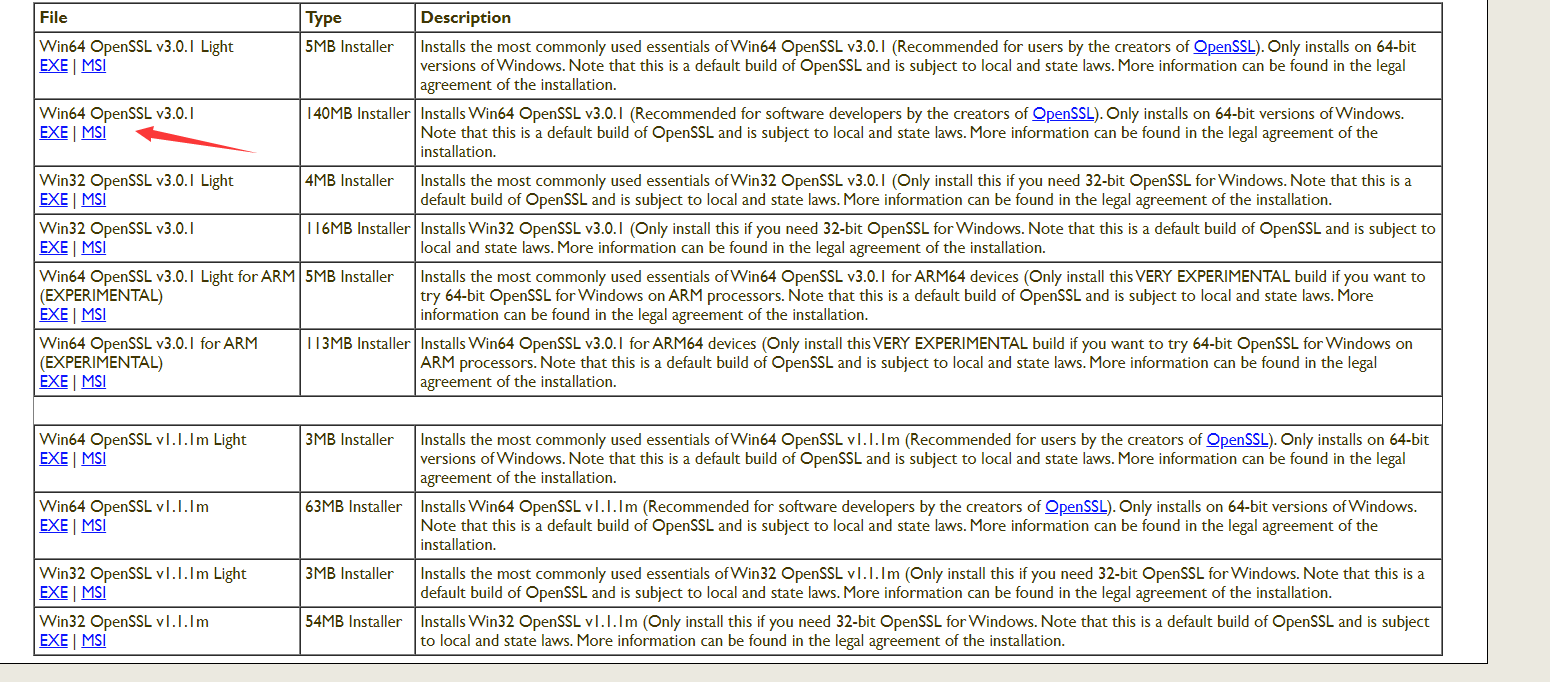 File Type Description
Win64 OpenSSL v3.0.1 Light 5MB Installer Installs the most commonly used essentials of Win64 OpenSSL v3.0.1 (Recommended for users by the creators of OpenSSL). Only installs on 64-bit
EXE | MSI versions of Windows. Note that this is a default build of OpenSSL and is subject to local and state laws. More information can be found in the legal
agreement of the installation.
Win64 OpenSSL v3.0.1 140MB Installer Installs Win64 OpenSSL v3.0.1 (Recommended for software developers by the creators of OpenSSL). Only installs on 64-bit versions of Windows.
EXE | MSI Note that this is a default build of OpenSSL and is subject to local and state laws. More information can be found in the legal agreement of the
installation.
Win32 OpenSSL v3.0.1 Light 4MB Installer Installs the most commonly used essentials of Win32 OpenSSL v3.0.1 (Only install this if you need 32-bit OpenSSL for Windows. Note that this is a
EXE | MSI default build of OpenSSL and is subject to local and state laws. More information can be found in the legal agreement of the installation.
Win32 OpenSSL v3.0.1 116MB Installer Installs Win32 OpenSSL v3.0.1 (Only install this if you need 32-bit OpenSSL for Windows. Note that this is a default build of OpenSSL and is subject to
EXE | MSI local and state laws. More information can be found in the legal agreement of the installation.
Win64 OpenSSL v3.0.1 Light for ARM 5MB Installer Installs the most commonly used essentials of Win64 OpenSSL v3.0.1 for ARM64 devices (Only install this VERY EXPERIMENTAL build if you want to
(EXPERIMENTAL) try 64-bit OpenSSL for Windows on ARM processors. Note that this is a default build of OpenSSL and is subject to local and state laws. More
EXE | MSI information can be found in the legal agreement of the installation.
Win64 OpenSSL v3.0.1 for ARM 113MB Installer Installs Win64 OpenSSL v3.0.1 for ARM64 devices (Only install this VERY EXPERIMENTAL build if you want to try 64-bit OpenSSL for Windows on
(EXPERIMENTAL) ARM processors. Note that this is a default build of OpenSSL and is subject to local and state laws. More information can be found in the legal
EXE | MSI agreement of the installation.
Win64 OpenSSL v1.1.1m Light 3MB Installer Installs the most commonly used essentials of Win64 OpenSSL v1.1.1m (Recommended for users by the creators of OpenSSL). Only installs on 64-bit
EXE | MSI versions of Windows. Note that this is a default build of OpenSSL and is subject to local and state laws. More information can be found in the legal
agreement of the installation.
Win64 OpenSSL v1.1.1m 63MB Installer Installs Win64 OpenSSL v1.1.1m (Recommended for software developers by the creators of OpenSSL). Only installs on 64-bit versions of Windows.
EXE | MSI Note that this is a default build of OpenSSL and is subject to local and state laws. More information can be found in the legal agreement of the
installation.
Win32 OpenSSL v1.1.1m Light 3MB Installer Installs the most commonly used essentials of Win32 OpenSSL v1.1.1m (Only install this if you need 32-bit OpenSSL for Windows. Note that this is a
EXE | MSI default build of OpenSSL and is subject to local and state laws. More information can be found in the legal agreement of the installation.
Win32 OpenSSL v1.1.1m 54MB Installer Installs Win32 OpenSSL v1.1.1m (Only install this if you need 32-bit OpenSSL for Windows. Note that this is a default build of OpenSSL and is subject
EXE | MSI to local and state laws. More information can be found in the legal agreement of the installation.